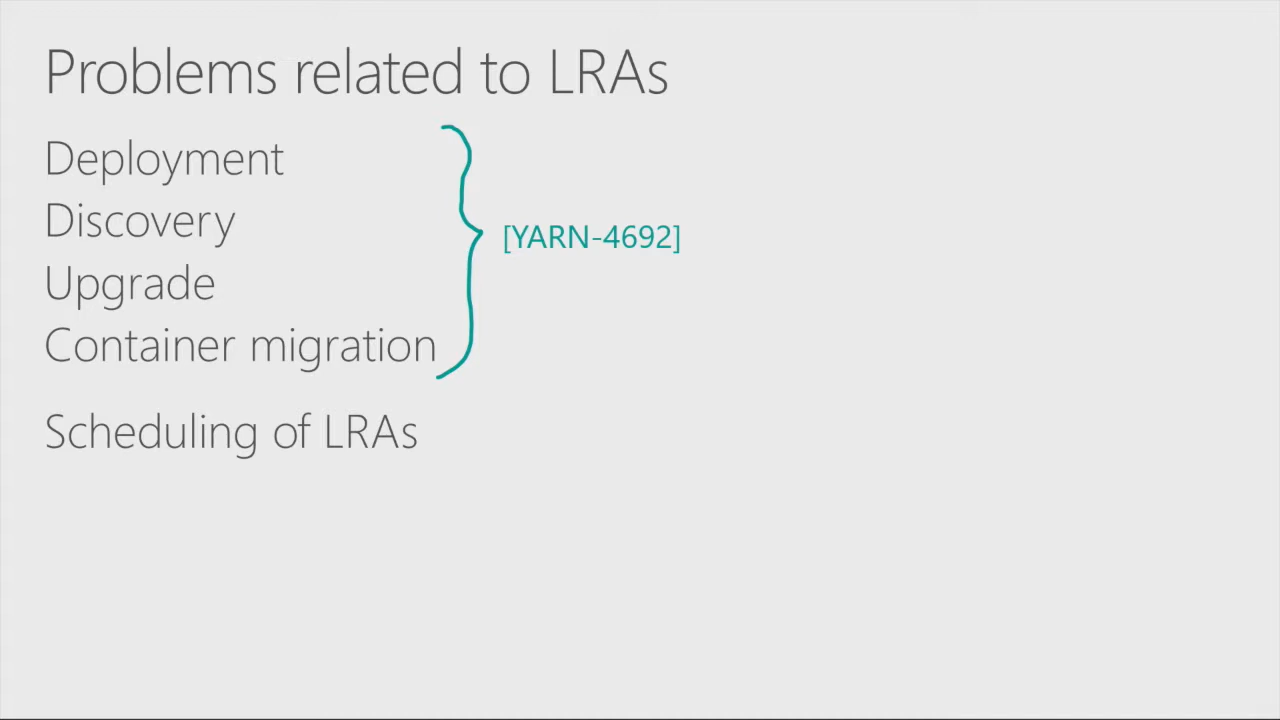 Problems related to LRAs
Deployment
Discovery
Upgrade
Container migration
[YARN-4692]
Scheduling of LRAs